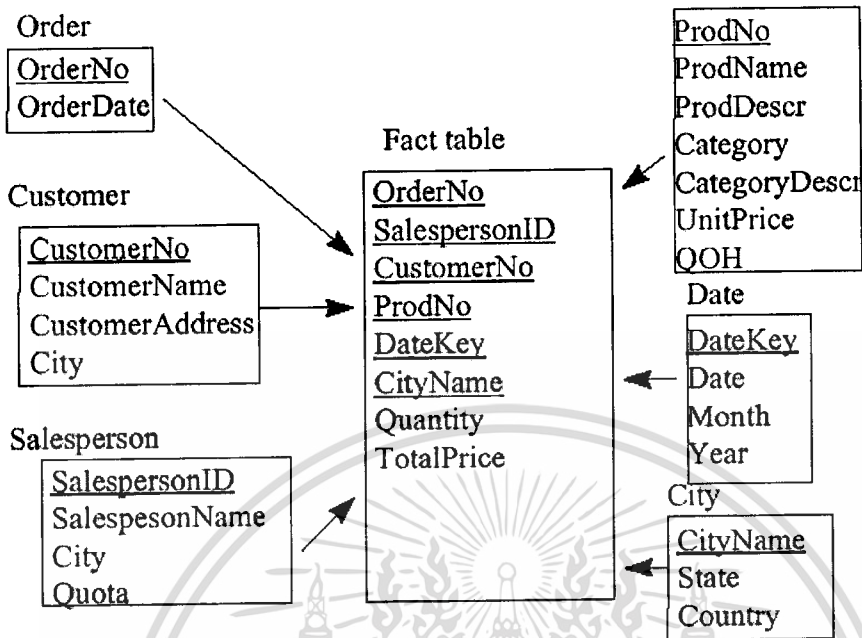 Order
OrderNo
OrderDate
Customer
CustomerNo
CustomerName
CustomerAddress
City
Salesperson
SalespersonID
SalespesonName
City
Quota
Fact table
OrderNo
SalespersonID
CustomerNo
ProdNo
DateKey
CityName
Quantity
TotalPrice
ProdNo
ProdName
ProdDescr
Category
CategoryDescr
UnitPrice
QOH
Date
DateKey
Date
Month
Year
City
CityName
State
Country